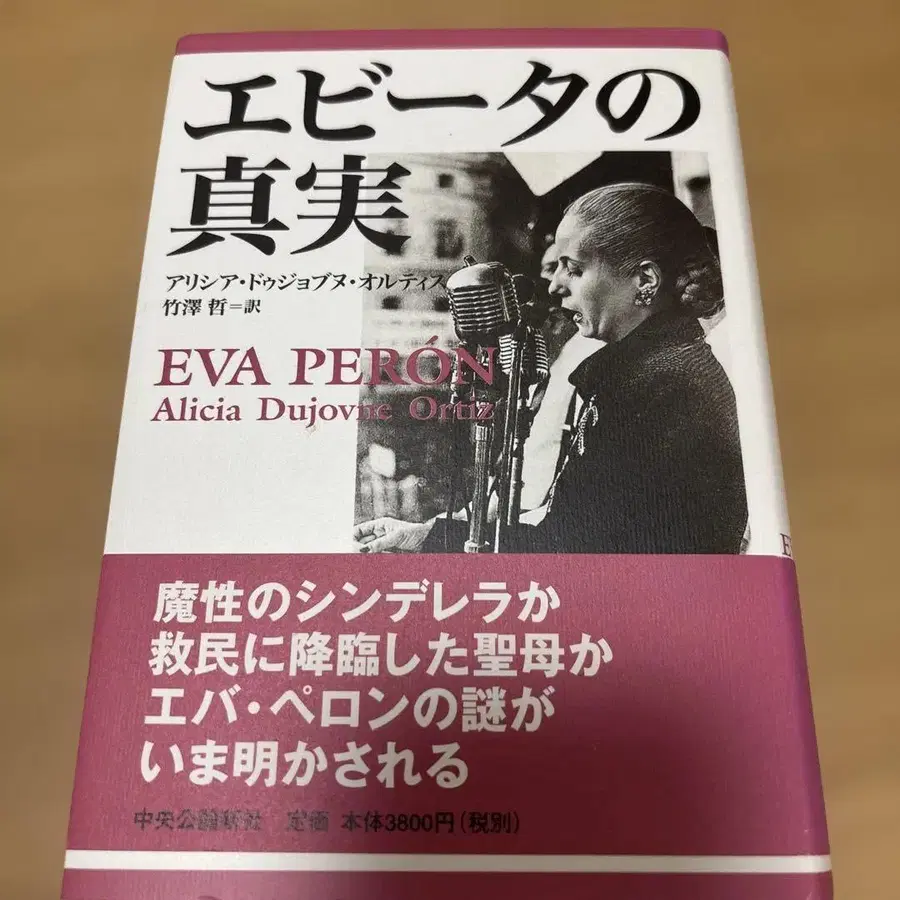 エビータの
真実
アリシア・ドゥジョブヌ・オルティス
竹澤 哲=訳
EVA PERÓN
Alicia Dujovne Ortiz
魔性のシンデレラか
救民に降臨した聖母か
エバ・ペロンの謎が
いま明かされる
中央公論新社 定価 本体3800円(税別)